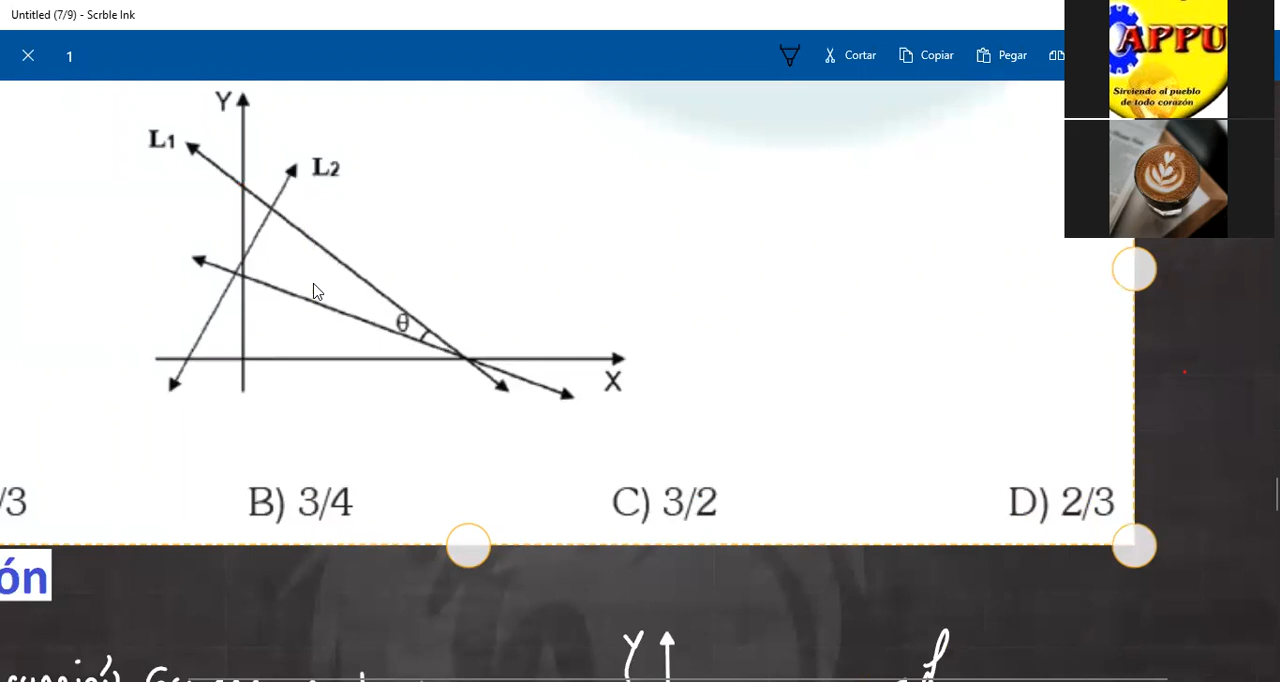 Untitled (7/9) - Scrble Ink
1
Cortar
Copiar
Pegar
APPU
Sirviendo al pueblo
de todo corazón
Y
L1
L2
θ
X
/3
B) 3/4
C) 3/2
D) 2/3
ón
Y